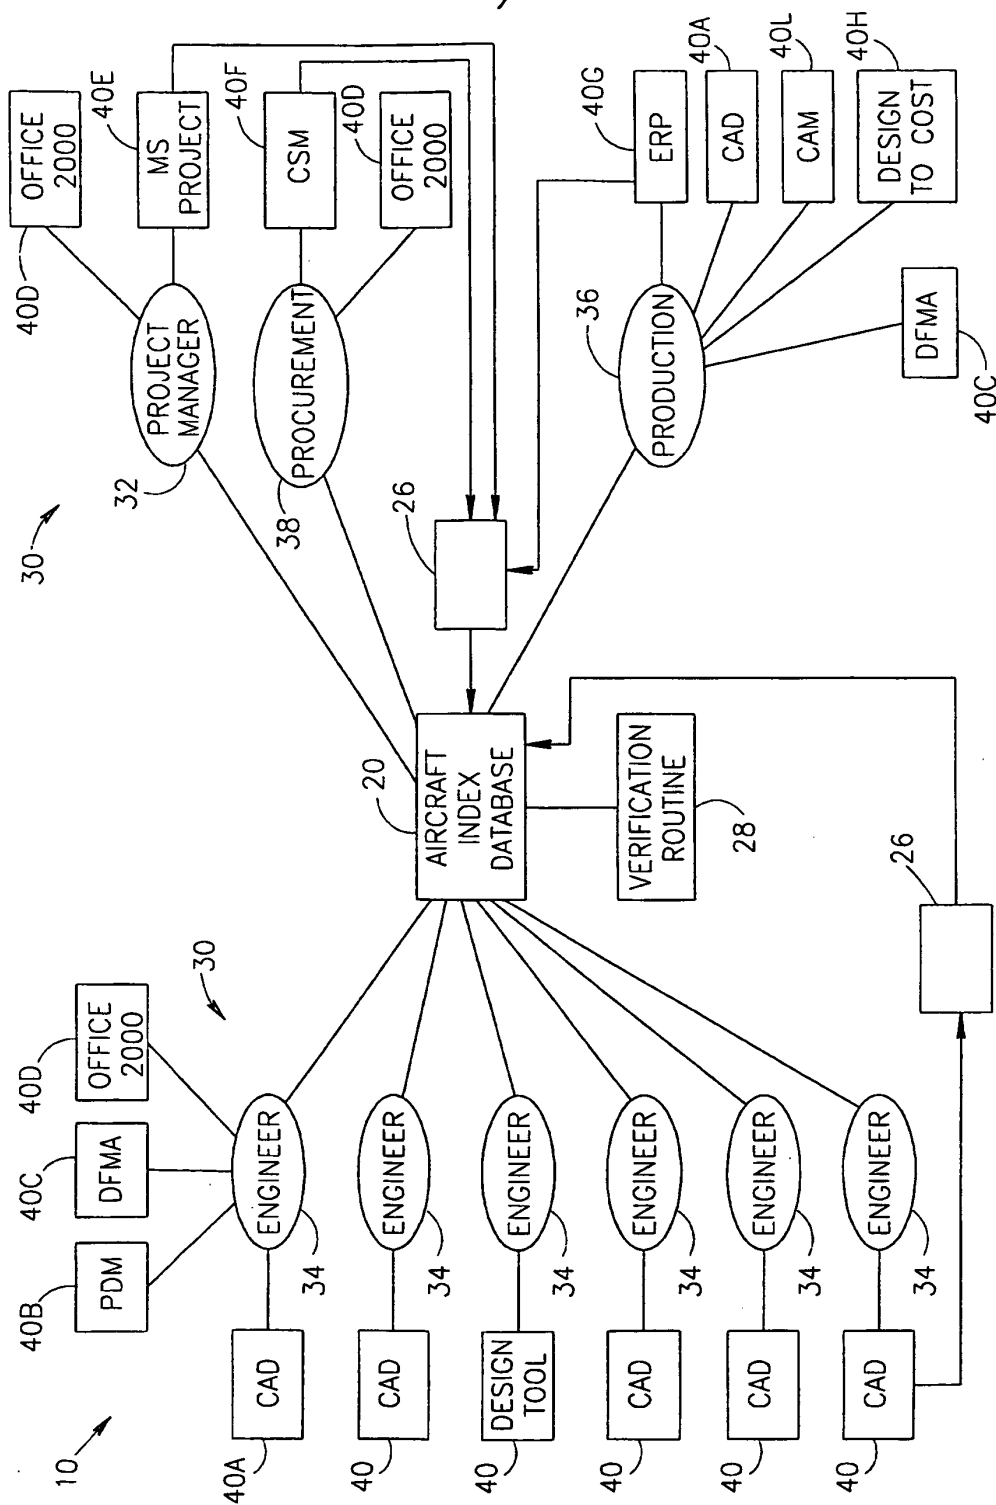 10
30
40B
PDM
40C
DFMA
40D
OFFICE
2000
40A
CAD
ENGINEER
34
40
CAD
ENGINEER
34
40
DESIGN
TOOL
ENGINEER
34
40
CAD
ENGINEER
34
40
CAD
ENGINEER
34
40
CAD
ENGINEER
34
26
20
AIRCRAFT
INDEX
DATABASE
VERIFICATION
ROUTINE
28
26
30
32
PROJECT
MANAGER
40D
OFFICE
2000
40E
MS
PROJECT
38
PROCUREMENT
40F
CSM
40D
OFFICE
2000
36
PRODUCTION
40G
ERP
40A
CAD
40L
CAM
40H
DESIGN
TO COST
DFMA
40C